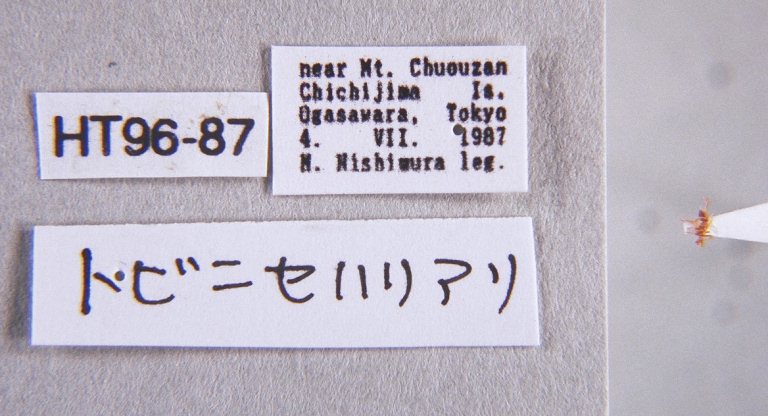 HT96-87
near Mt. Chuouzan
Chichijima Is.
Ogasawara, Tokyo
4. VII. 1987
N. Nishimura leg.
トビニセハリアリ